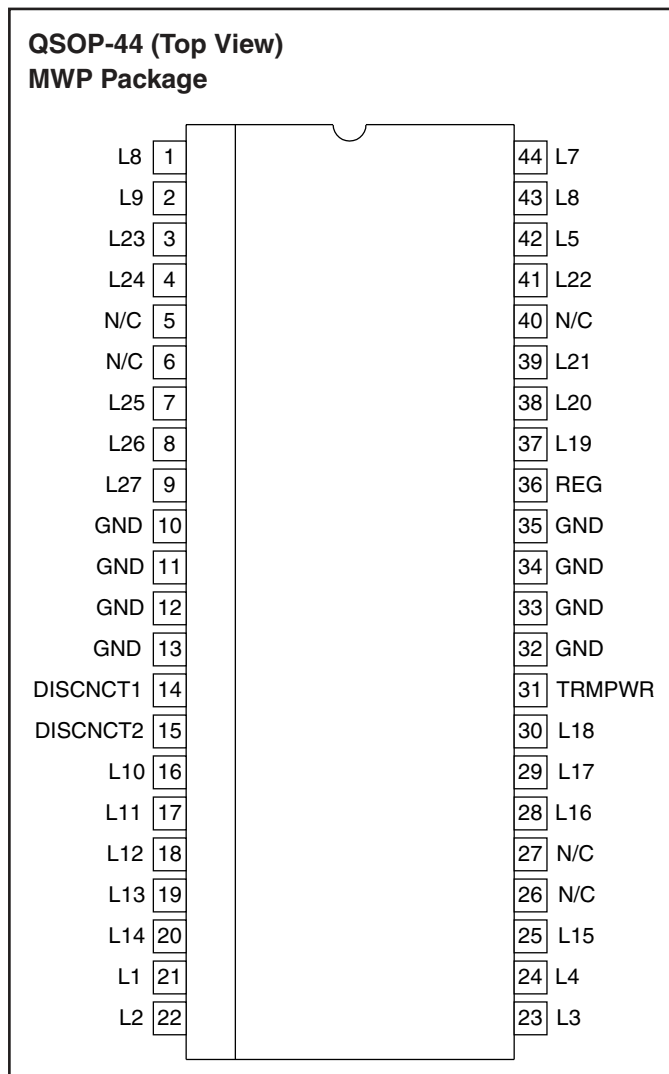 QSOP-44 (Top View)
MWP Package
L8 1 44 L7
L9 2 43 L8
L23 3 42 L5
L24 4 41 L22
N/C 5 40 N/C
N/C 6 39 L21
L25 7 38 L20
L26 8 37 L19
L27 9 36 REG
GND 10 35 GND
GND 11 34 GND
GND 12 33 GND
GND 13 32 GND
DISCNCT1 14 31 TRMPWR
DISCNCT2 15 30 L18
L10 16 29 L17
L11 17 28 L16
L12 18 27 N/C
L13 19 26 N/C
L14 20 25 L15
L1 21 24 L4
L2 22 23 L3